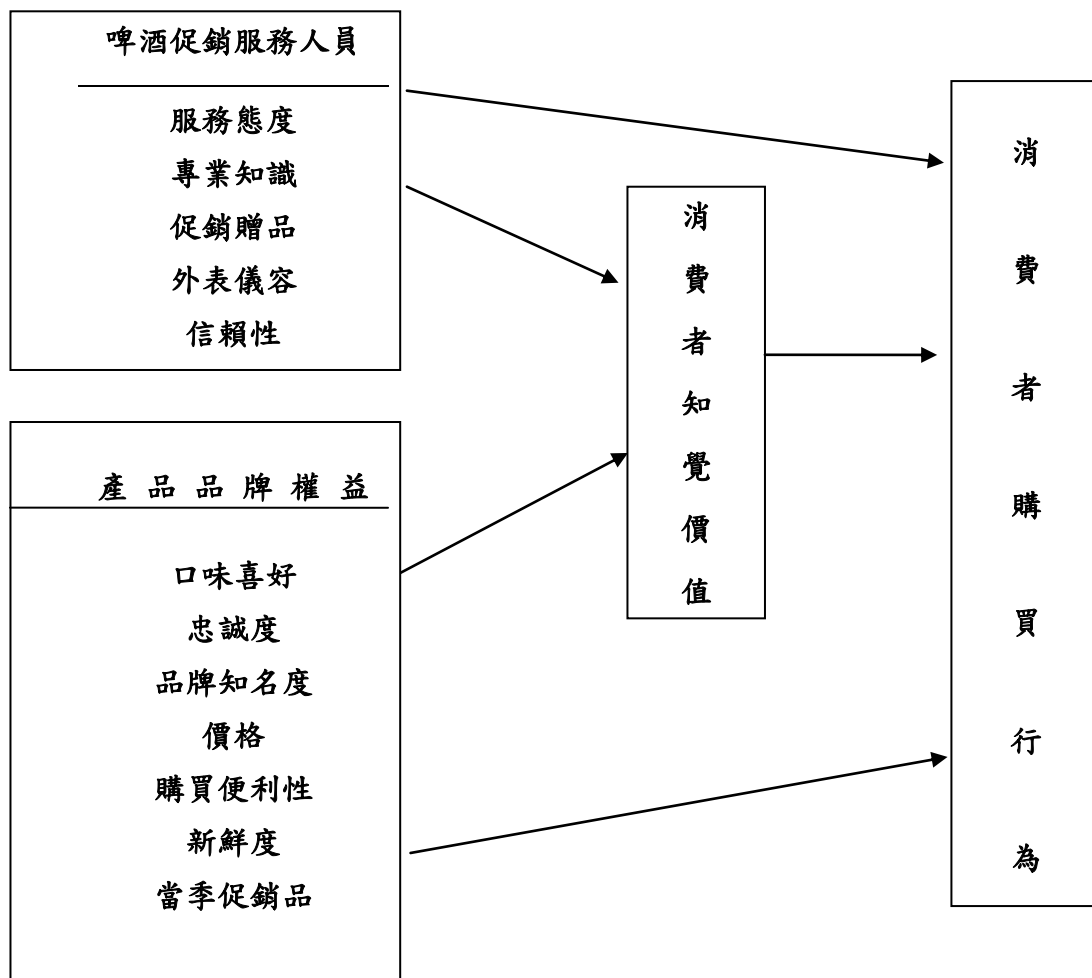 啤酒促銷服務人員
服務態度
專業知識
促銷贈品
外表儀容
信賴性
產品品牌權益
口味喜好
忠誠度
品牌知名度
價格
購買便利性
新鮮度
當季促銷品
消費者知覺價值
消費者購買行為